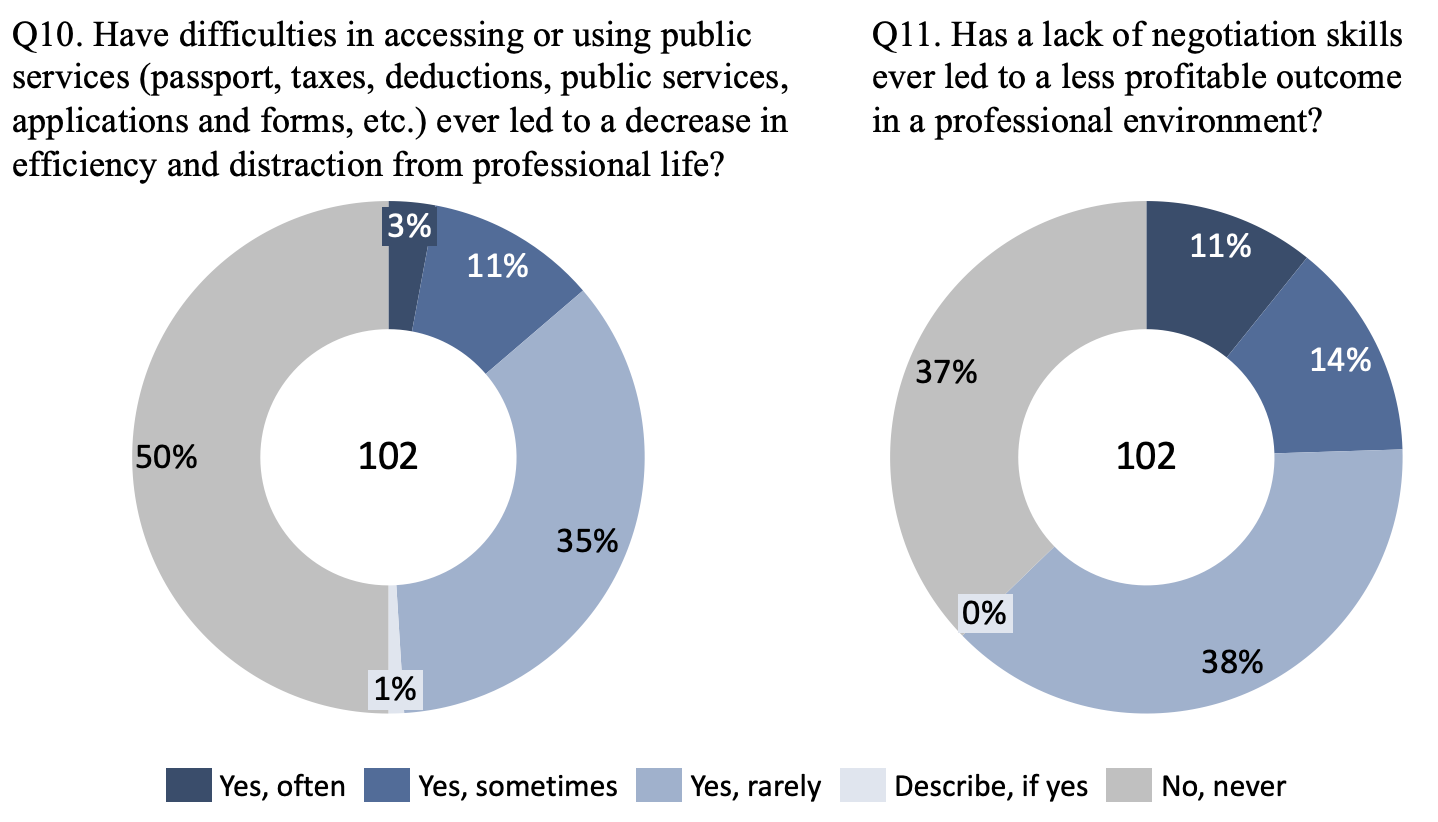 Q10. Have difficulties in accessing or using public
services (passport, taxes, deductions, public services,
applications and forms, etc.) ever led to a decrease in
efficiency and distraction from professional life?
3%
11%
35%
1%
50%
102
Q11. Has a lack of negotiation skills
ever led to a less profitable outcome
in a professional environment?
11%
14%
38%
0%
37%
102
Yes, often
Yes, sometimes
Yes, rarely
Describe, if yes
No, never